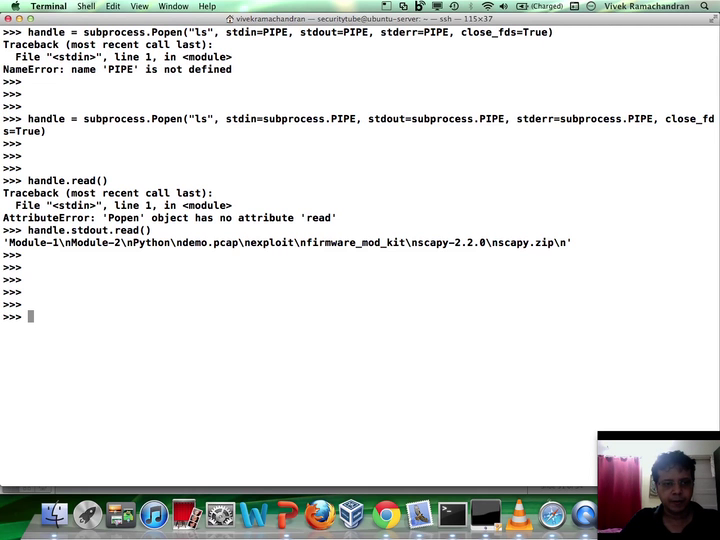 Terminal Shell Edit View Window Help (Charged) Vivek Ramachandran
vivekramachandran — securitytube@ubuntu-server: ~ — ssh — 115×37
>>> handle = subprocess.Popen("ls", stdin=PIPE, stdout=PIPE, stderr=PIPE, close_fds=True)
Traceback (most recent call last):
  File "<stdin>", line 1, in <module>
NameError: name 'PIPE' is not defined
>>>
>>>
>>>
>>> handle = subprocess.Popen("ls", stdin=subprocess.PIPE, stdout=subprocess.PIPE, stderr=subprocess.PIPE, close_fd
s=True)
>>>
>>>
>>>
>>> handle.read()
Traceback (most recent call last):
  File "<stdin>", line 1, in <module>
AttributeError: 'Popen' object has no attribute 'read'
>>> handle.stdout.read()
'Module-1\nModule-2\nPython\ndemo.pcap\nexploit\nfirmware_mod_kit\nscapy-2.2.0\nscapy.zip\n'
>>>
>>>
>>>
>>>
>>>
>>>